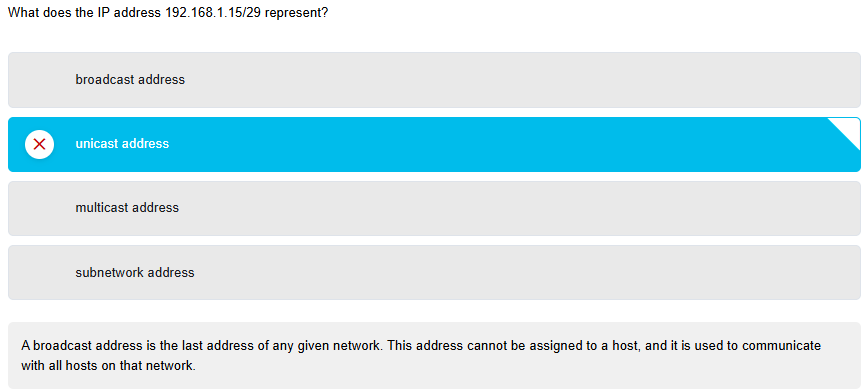 What does the IP address 192.168.1.15/29 represent?
broadcast address
unicast address
multicast address
subnetwork address
A broadcast address is the last address of any given network. This address cannot be assigned to a host, and it is used to communicate
with all hosts on that network.